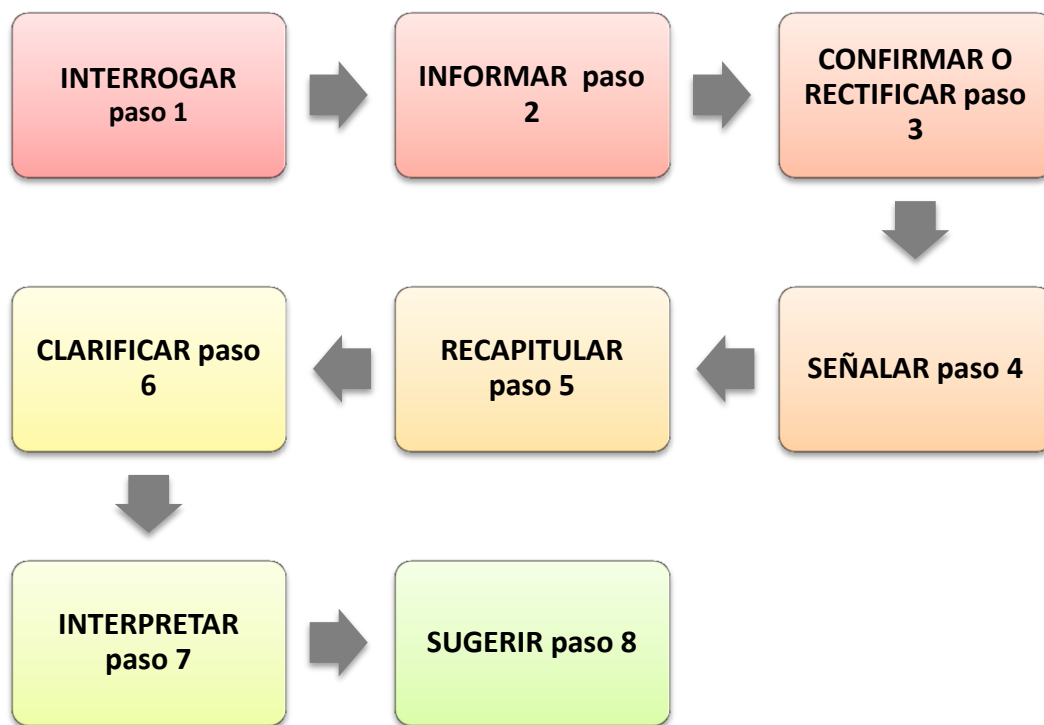 INTERROGAR
paso 1
INFORMAR paso
2
CONFIRMAR O
RECTIFICAR paso
3
SEÑALAR paso 4
RECAPITULAR
paso 5
CLARIFICAR paso
6
INTERPRETAR
paso 7
SUGERIR paso 8